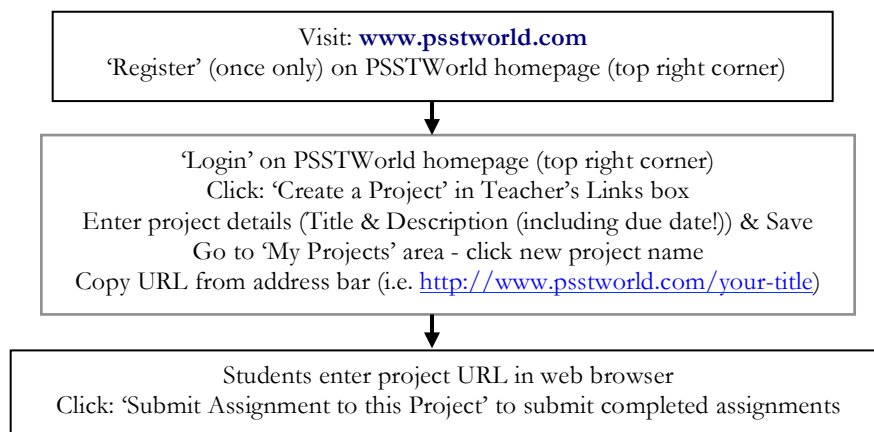 Visit: www.psstworld.com
‘Register’ (once only) on PSSTWorld homepage (top right corner)
‘Login’ on PSSTWorld homepage (top right corner)
Click: ‘Create a Project’ in Teacher’s Links box
Enter project details (Title & Description (including due date!)) & Save
Go to ‘My Projects’ area - click new project name
Copy URL from address bar (i.e. http://www.psstworld.com/your-title)
Students enter project URL in web browser
Click: ‘Submit Assignment to this Project’ to submit completed assignments